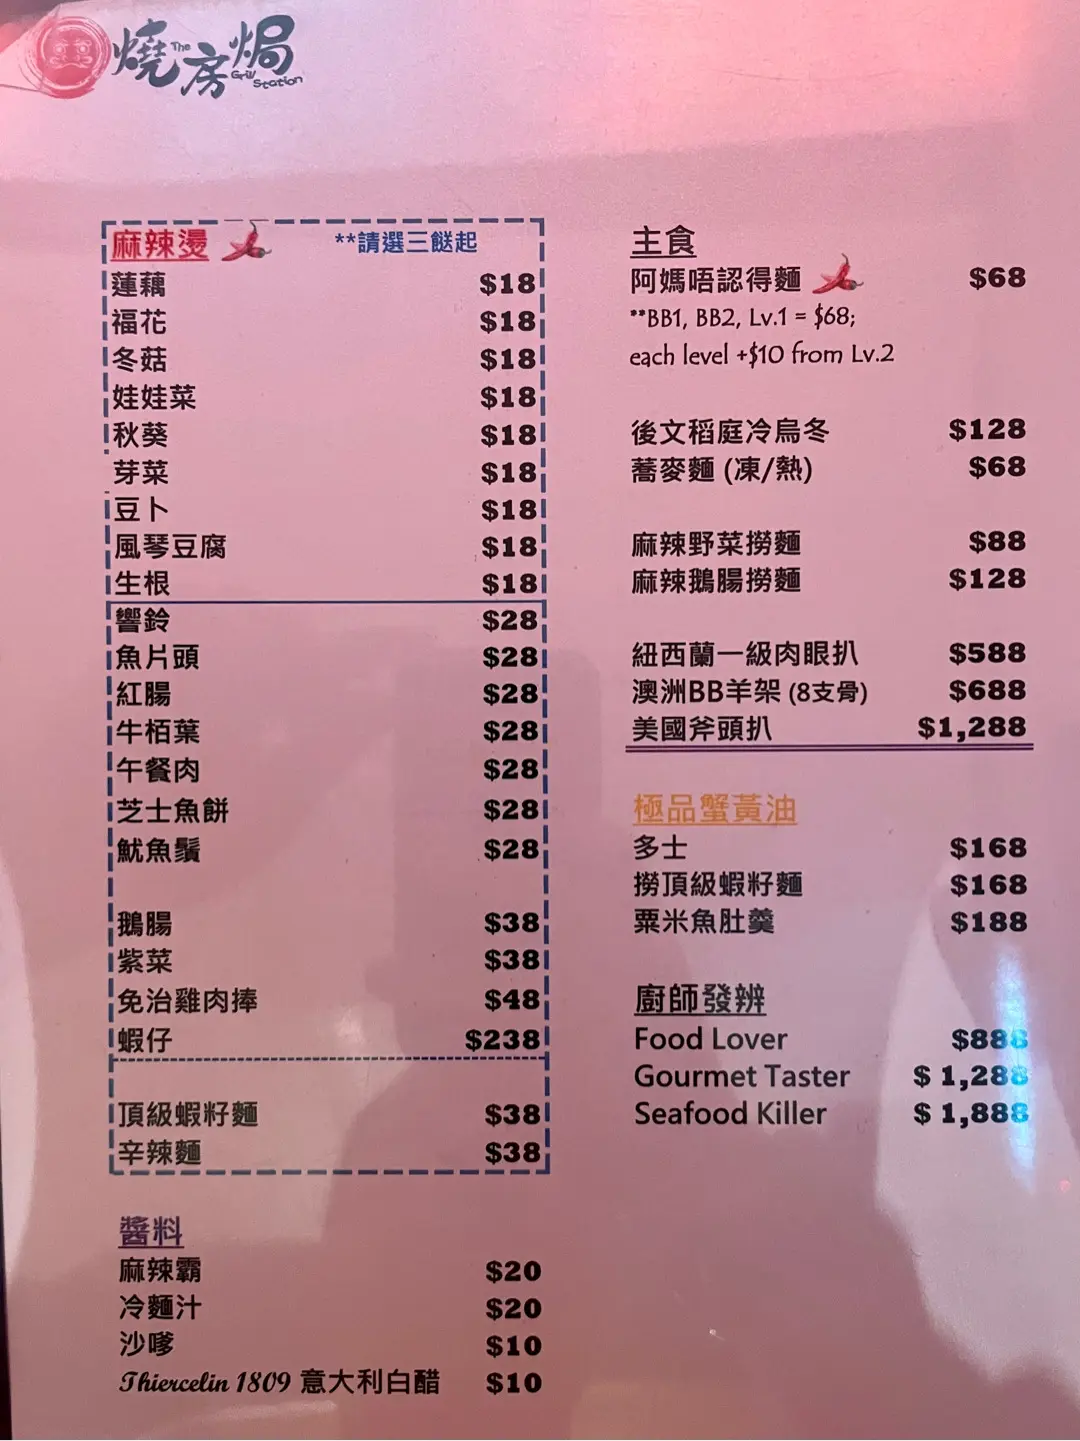 燒房焗
The Grill Station
麻辣燙 **請選三餸起
蓮藕 $18
福花 $18
冬菇 $18
娃娃菜 $18
秋葵 $18
芽菜 $18
豆卜 $18
風琴豆腐 $18
生根 $18
響鈴 $28
魚片頭 $28
紅腸 $28
牛栢葉 $28
午餐肉 $28
芝士魚餅 $28
魷魚鬚 $28
鵝腸 $38
紫菜 $38
免治雞肉捧 $48
蝦仔 $238
頂級蝦籽麵 $38
辛辣麵 $38
醬料
麻辣霸 $20
冷麵汁 $20
沙嗲 $10
Thiercelin 1809 意大利白醋 $10
主食
阿媽唔認得麵 $68
**BB1, BB2, Lv.1 = $68;
each level +$10 from Lv.2
後文稻庭冷烏冬 $128
蕎麥麵 (凍/熱) $68
麻辣野菜撈麵 $88
麻辣鵝腸撈麵 $128
紐西蘭一級肉眼扒 $588
澳洲BB羊架 (8支骨) $688
美國斧頭扒 $1,288
極品蟹黃油
多士 $168
撈頂級蝦籽麵 $168
粟米魚肚羹 $188
廚師發辨
Food Lover $888
Gourmet Taster $ 1,288
Seafood Killer $ 1,888